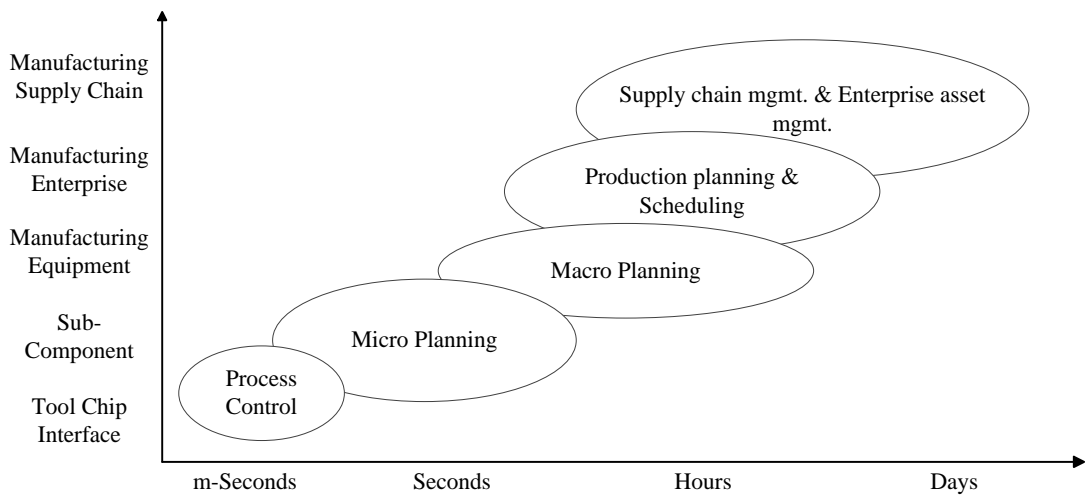 Manufacturing
Supply Chain
Manufacturing
Enterprise
Manufacturing
Equipment
Sub-
Component
Tool Chip
Interface
Supply chain mgmt. & Enterprise asset
mgmt.
Production planning &
Scheduling
Macro Planning
Micro Planning
Process
Control
m-Seconds
Seconds
Hours
Days